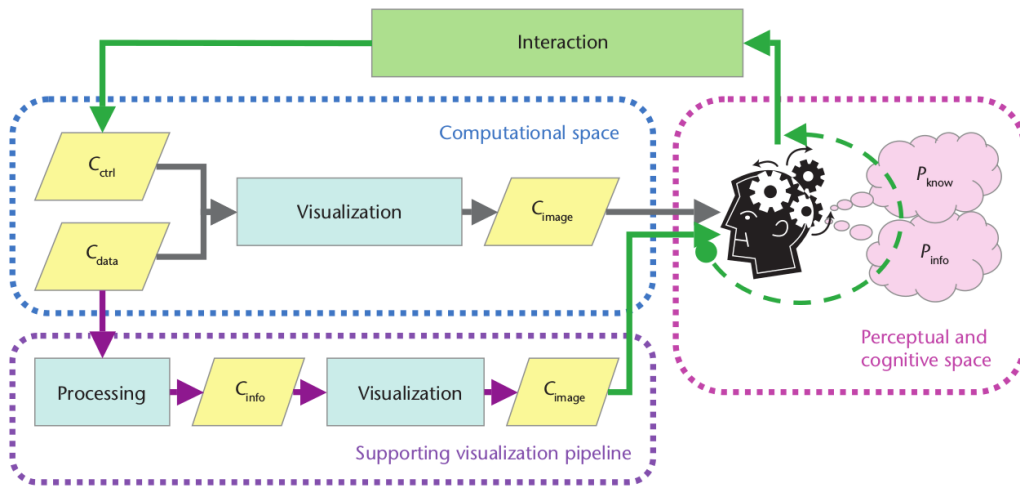 Interaction
Computational space
C_ctrl
Visualization
C_image
C_data
P_know
P_info
Perceptual and
cognitive space
Processing
C_info
Visualization
C_image
Supporting visualization pipeline